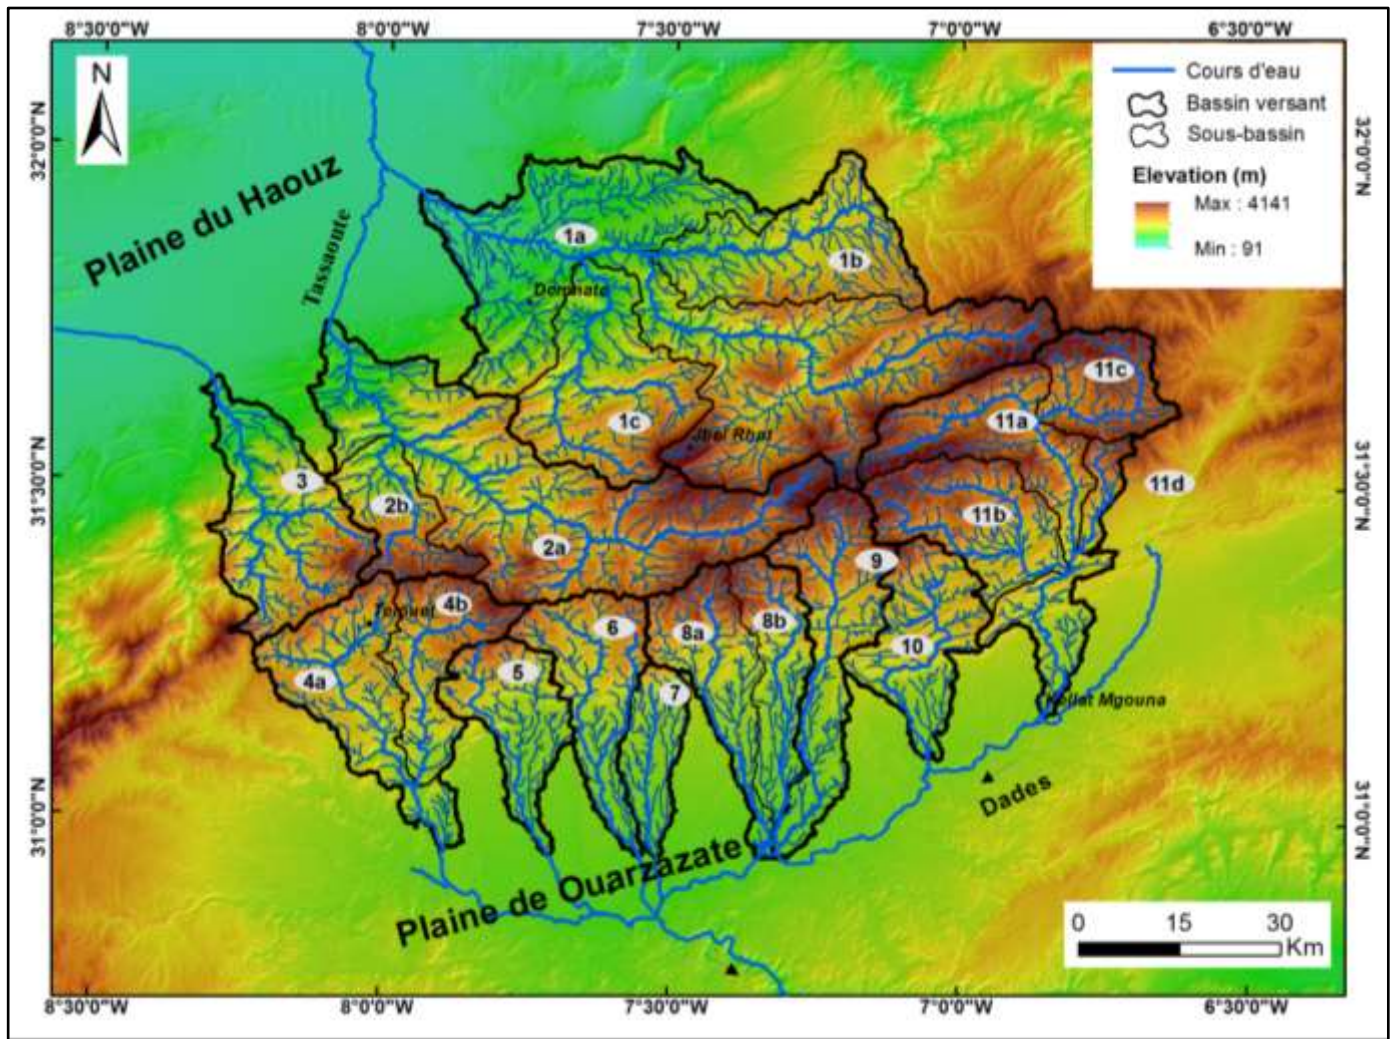 8°30'0"W 8°0'0"W 7°30'0"W 7°0'0"W 6°30'0"W
N
32°0'0"N
32°0'0"N
Cours d'eau
Bassin versant
Sous-bassin
Elevation (m)
Max : 4141
Min : 91
Plaine du Haouz
Tassaoute
1a
1b
Demnate
11c
1c
11a
Jbel Rhat
31°30'0"N
3
11d
31°30'0"N
2b
11b
2a
9
4b
Telouet
6
8a
8b
10
5
4a
7
Kellat Mgouna
31°0'0"N
Dades
31°0'0"N
Plaine de Ouarzazate
0 15 30
Km
8°30'0"W 8°0'0"W 7°30'0"W 7°0'0"W 6°30'0"W